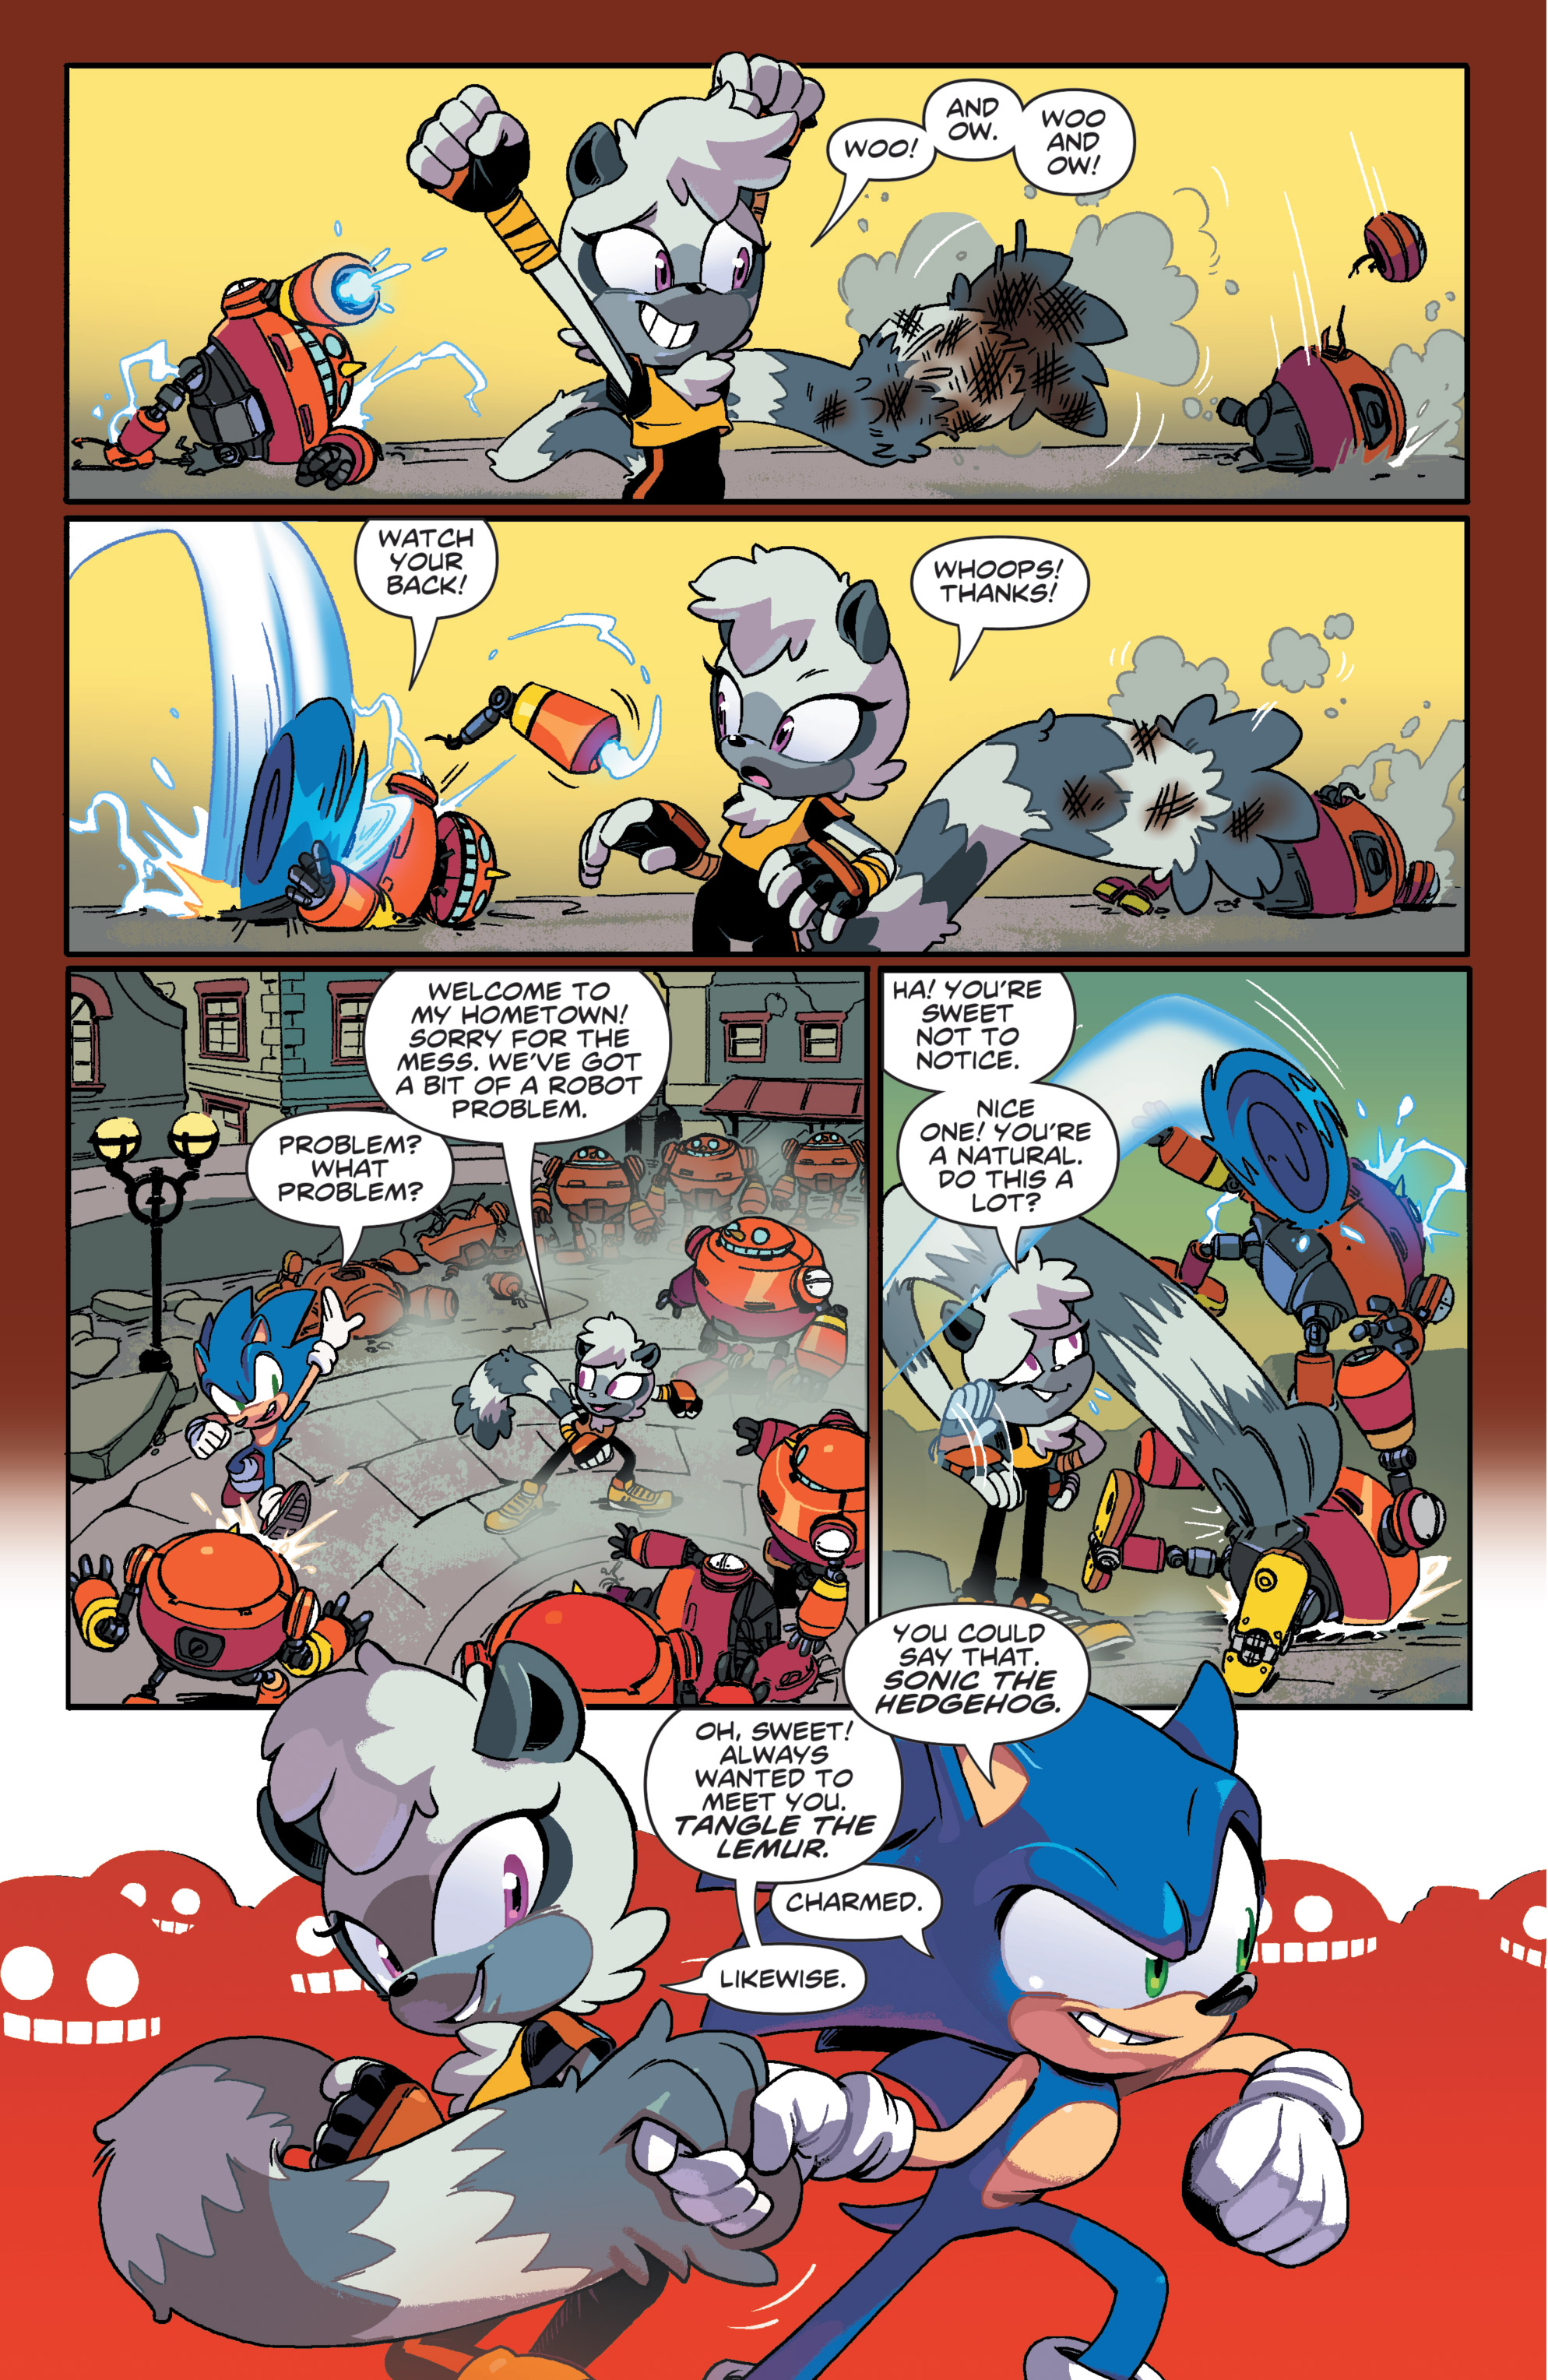 WOO!
AND
OW.
WOO
AND
OW!
WATCH
YOUR
BACK!
WHOOPS!
THANKS!
WELCOME TO
MY HOMETOWN!
SORRY FOR THE
MESS. WE'VE GOT
A BIT OF A ROBOT
PROBLEM.
PROBLEM?
WHAT
PROBLEM?
HA! YOU'RE
SWEET
NOT TO
NOTICE.
NICE
ONE! YOU'RE
A NATURAL.
DO THIS A
LOT?
YOU COULD
SAY THAT.
SONIC THE
HEDGEHOG.
OH, SWEET!
ALWAYS
WANTED TO
MEET YOU.
TANGLE THE
LEMUR.
CHARMED.
LIKEWISE.